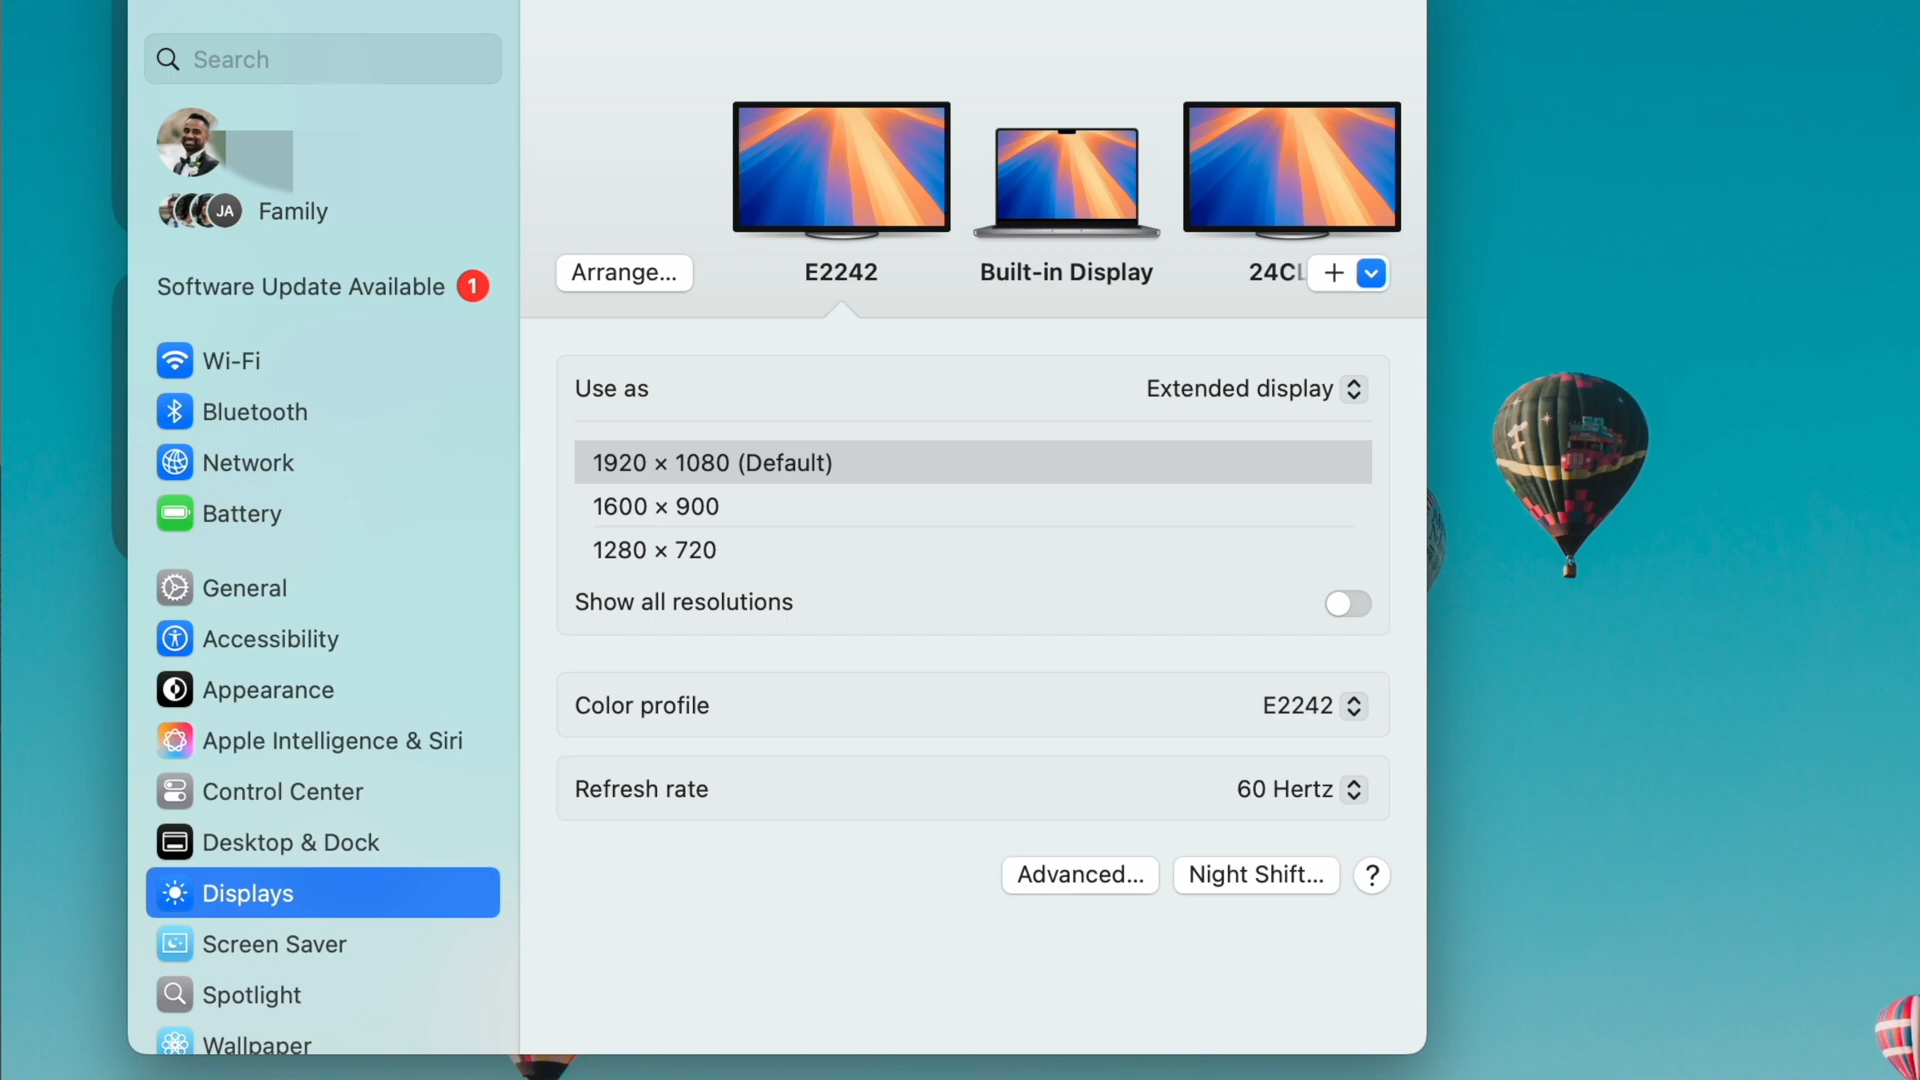 Search
JA
Family
Software Update Available 1
Wi-Fi
Bluetooth
Network
Battery
General
Accessibility
Appearance
Apple Intelligence & Siri
Control Center
Desktop & Dock
Displays
Screen Saver
Spotlight
Wallpaper
Arrange...
E2242
Built-in Display
24CL
+
Use as
Extended display
1920 × 1080 (Default)
1600 × 900
1280 × 720
Show all resolutions
Color profile
E2242
Refresh rate
60 Hertz
Advanced...
Night Shift...
?